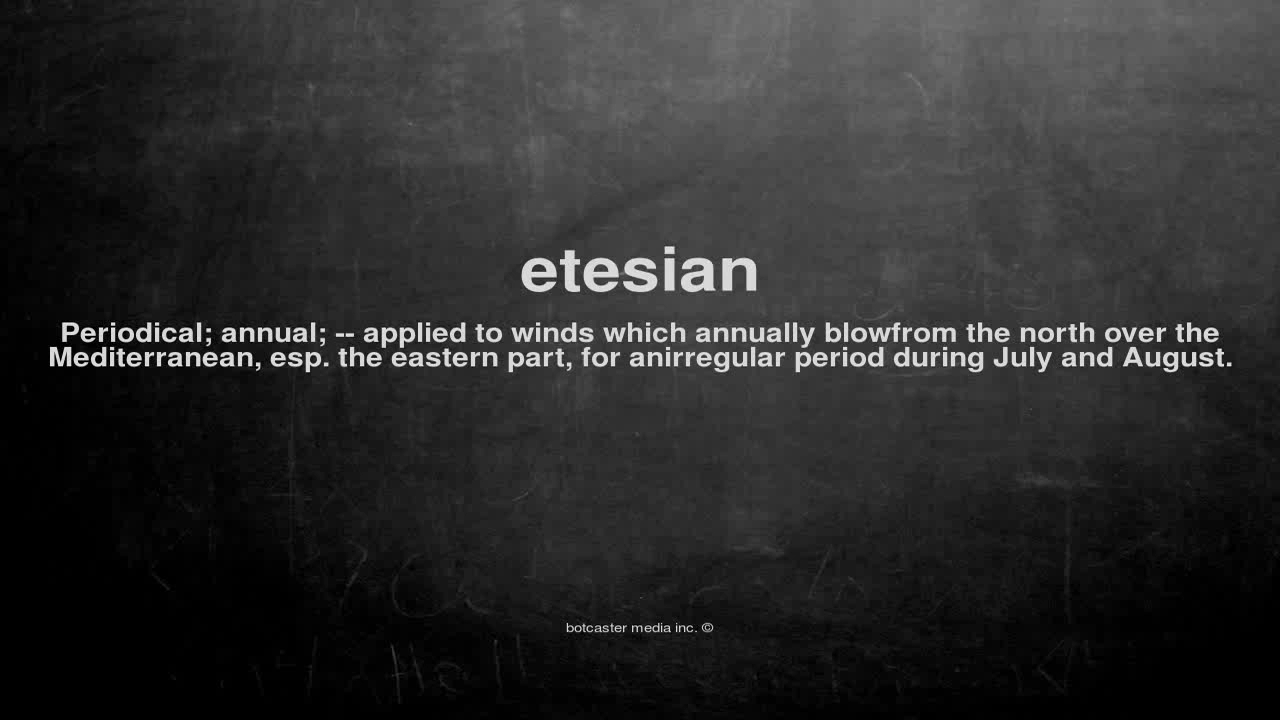 etesian
Periodical; annual; -- applied to winds which annually blowfrom the north over the
Mediterranean, esp. the eastern part, for anirregular period during July and August.
botcaster media inc. ©